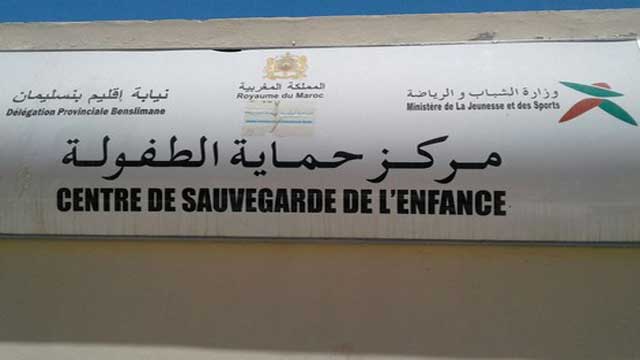 المملكة المغربية
Royaume du Maroc
وزارة الشباب و الرياضة
Ministère de La Jeunesse et des Sports
نيابة إقليم بنسليمان
Délégation Provinciale Benslimane
مركز حماية الطفولة
CENTRE DE SAUVEGARDE DE L'ENFANCE